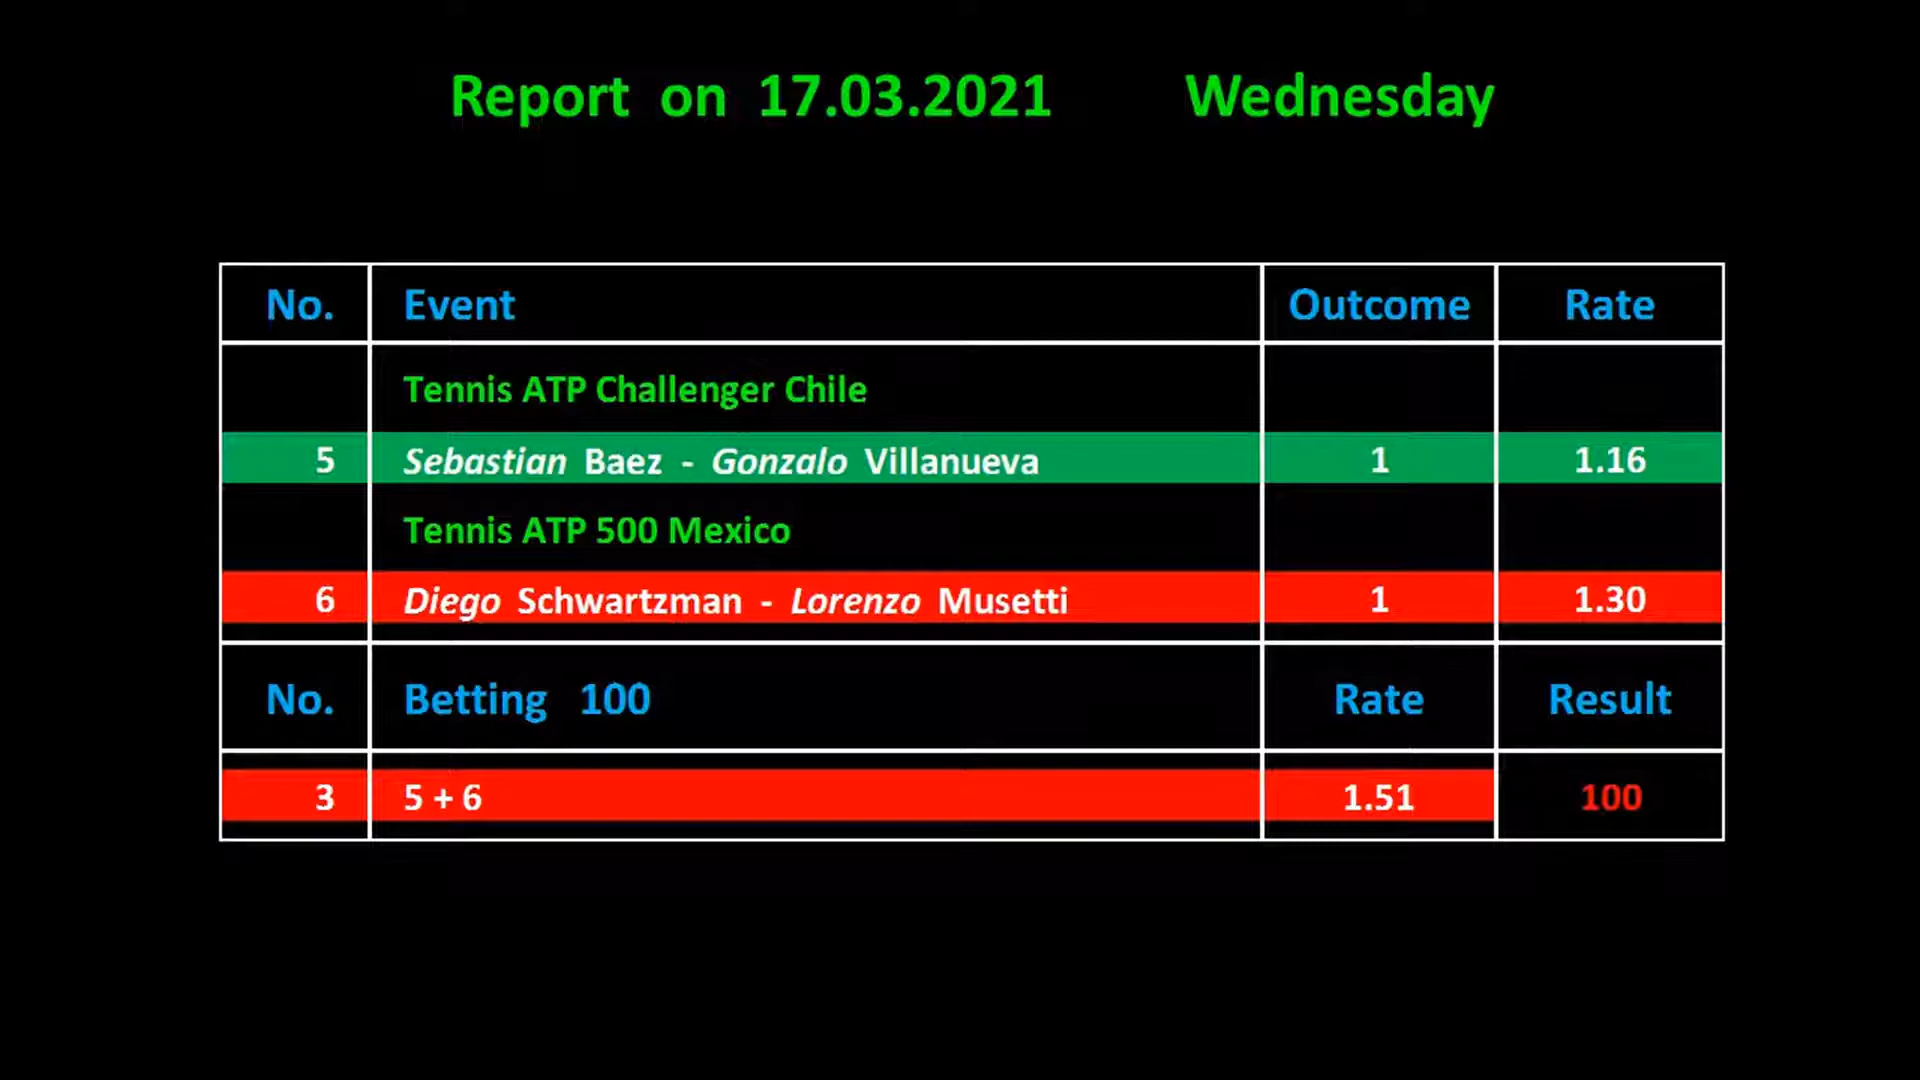 Report on 17.03.2021 Wednesday
No. Event Outcome Rate
Tennis ATP Challenger Chile
5 Sebastian Baez - Gonzalo Villanueva 1 1.16
Tennis ATP 500 Mexico
6 Diego Schwartzman - Lorenzo Musetti 1 1.30
No. Betting 100 Rate Result
3 5 + 6 1.51 100